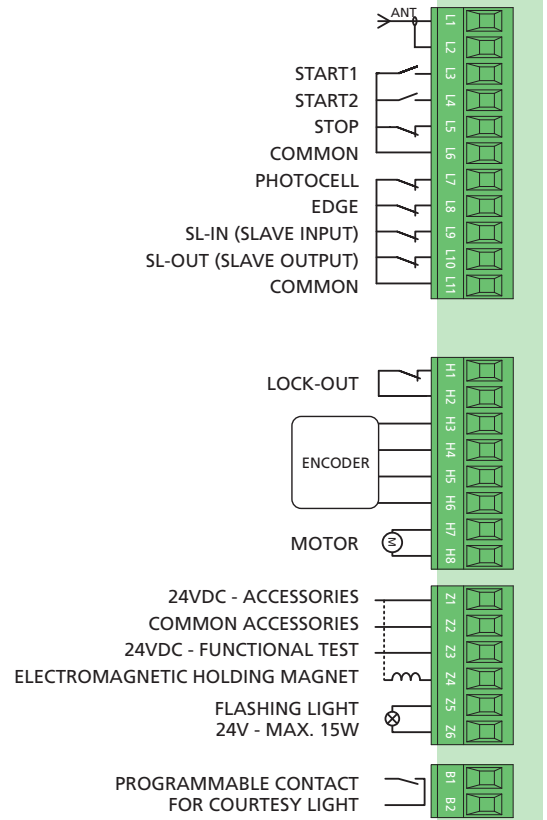 ANT
L1
L2
START1
L3
START2
L4
STOP
L5
COMMON
L6
PHOTOCELL
L7
EDGE
L8
SL-IN (SLAVE INPUT)
L9
SL-OUT (SLAVE OUTPUT)
L10
COMMON
L11
LOCK-OUT
H1
H2
H3
ENCODER
H4
H5
H6
MOTOR
M
H7
H8
24VDC - ACCESSORIES
Z1
COMMON ACCESSORIES
Z2
24VDC - FUNCTIONAL TEST
Z3
ELECTROMAGNETIC HOLDING MAGNET
Z4
FLASHING LIGHT
Z5
24V - MAX. 15W
Z6
PROGRAMMABLE CONTACT
B1
FOR COURTESY LIGHT
B2